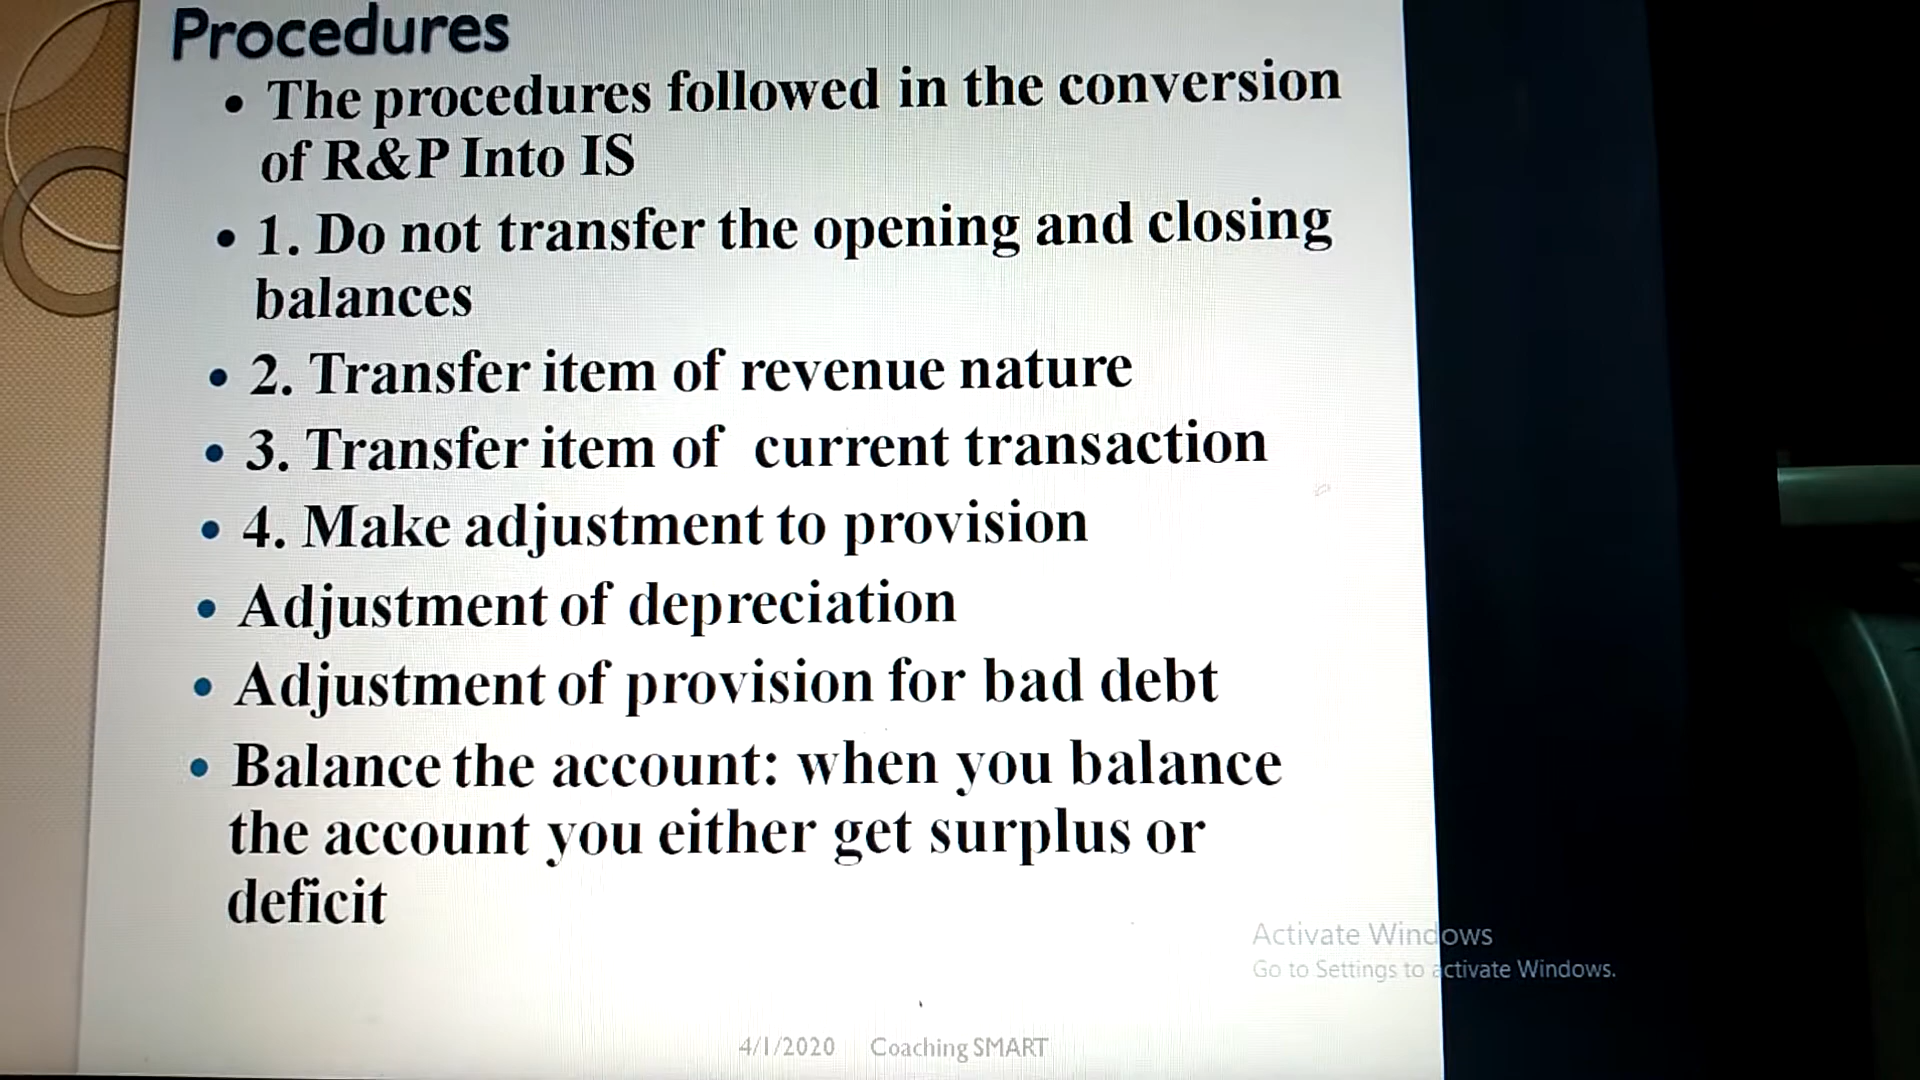 Procedures
• The procedures followed in the conversion
of R&P Into IS
• 1. Do not transfer the opening and closing
balances
• 2. Transfer item of revenue nature
• 3. Transfer item of current transaction
• 4. Make adjustment to provision
• Adjustment of depreciation
• Adjustment of provision for bad debt
• Balance the account: when you balance
the account you either get surplus or
deficit
Activate Windows
Go to Settings to activate Windows.
4/1/2020 Coaching SMART